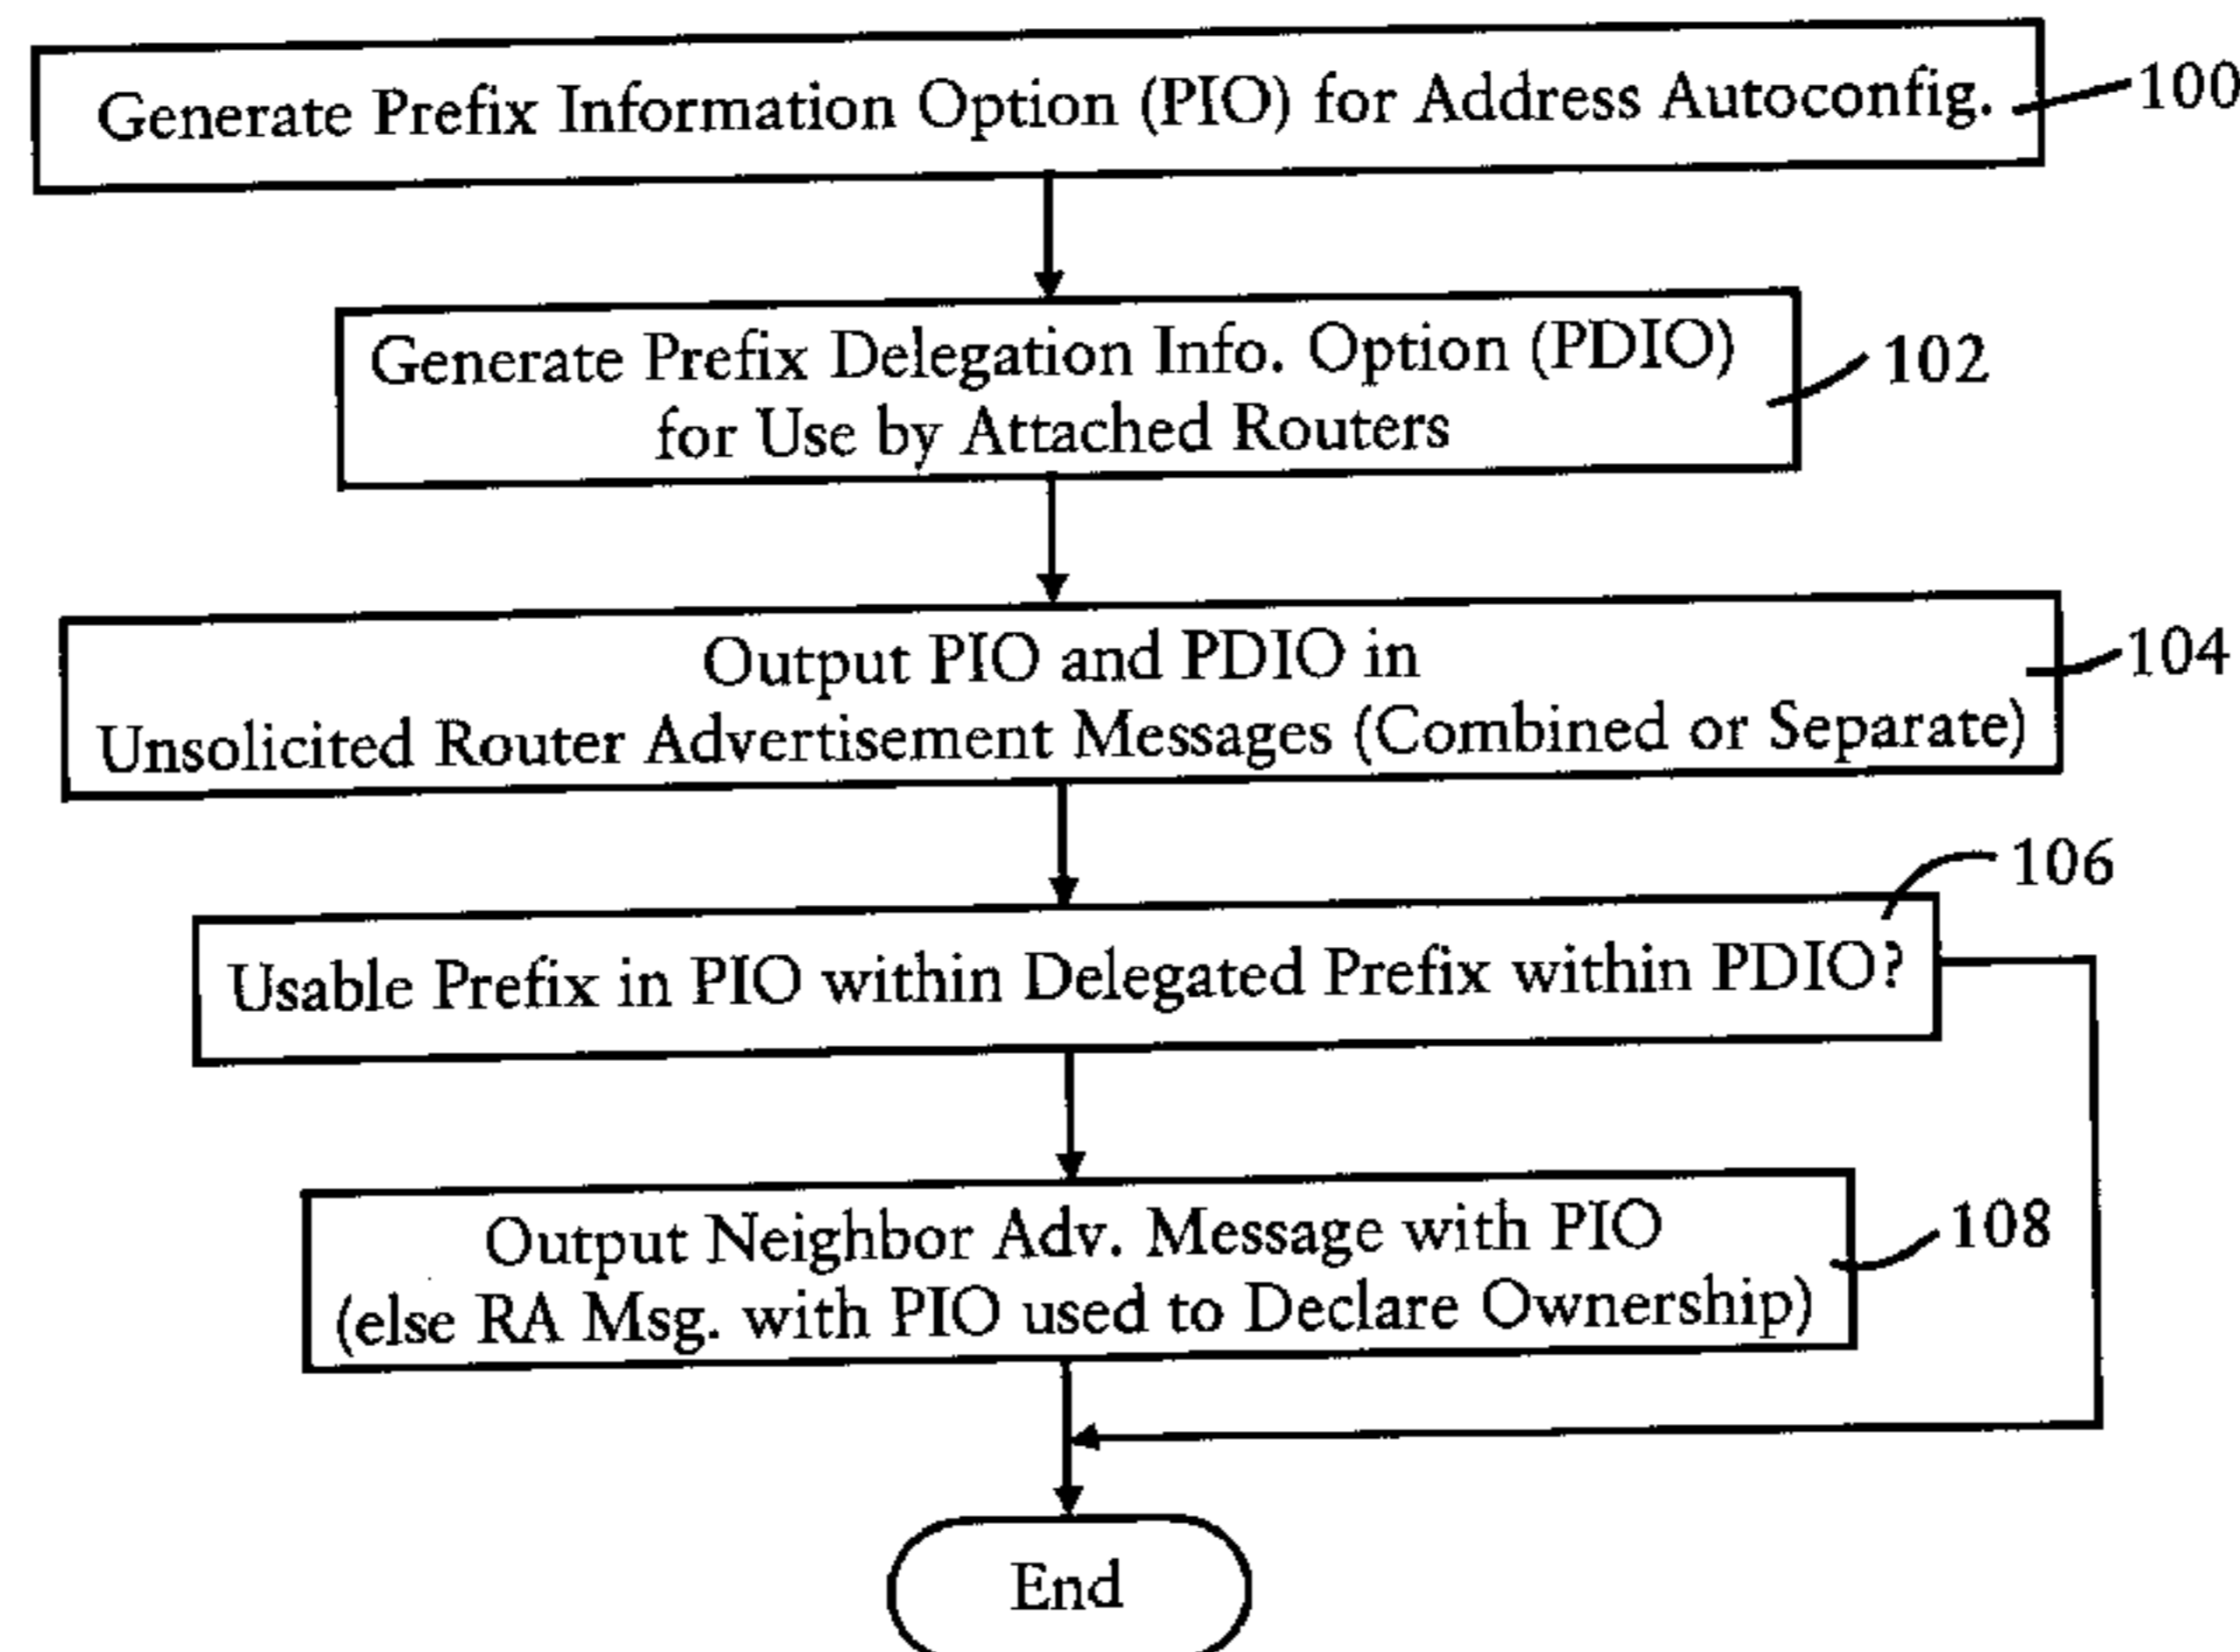 Generate Prefix Information Option (PIO) for Address Autoconfig.
100
Generate Prefix Delegation Info. Option (PDIO)
for Use by Attached Routers
102
Output PIO and PDIO in
Unsolicited Router Advertisement Messages (Combined or Separate)
104
106
Usable Prefix in PIO within Delegated Prefix within PDIO?
Output Neighbor Adv. Message with PIO
(else RA Msg. with PIO used to Declare Ownership)
108
End